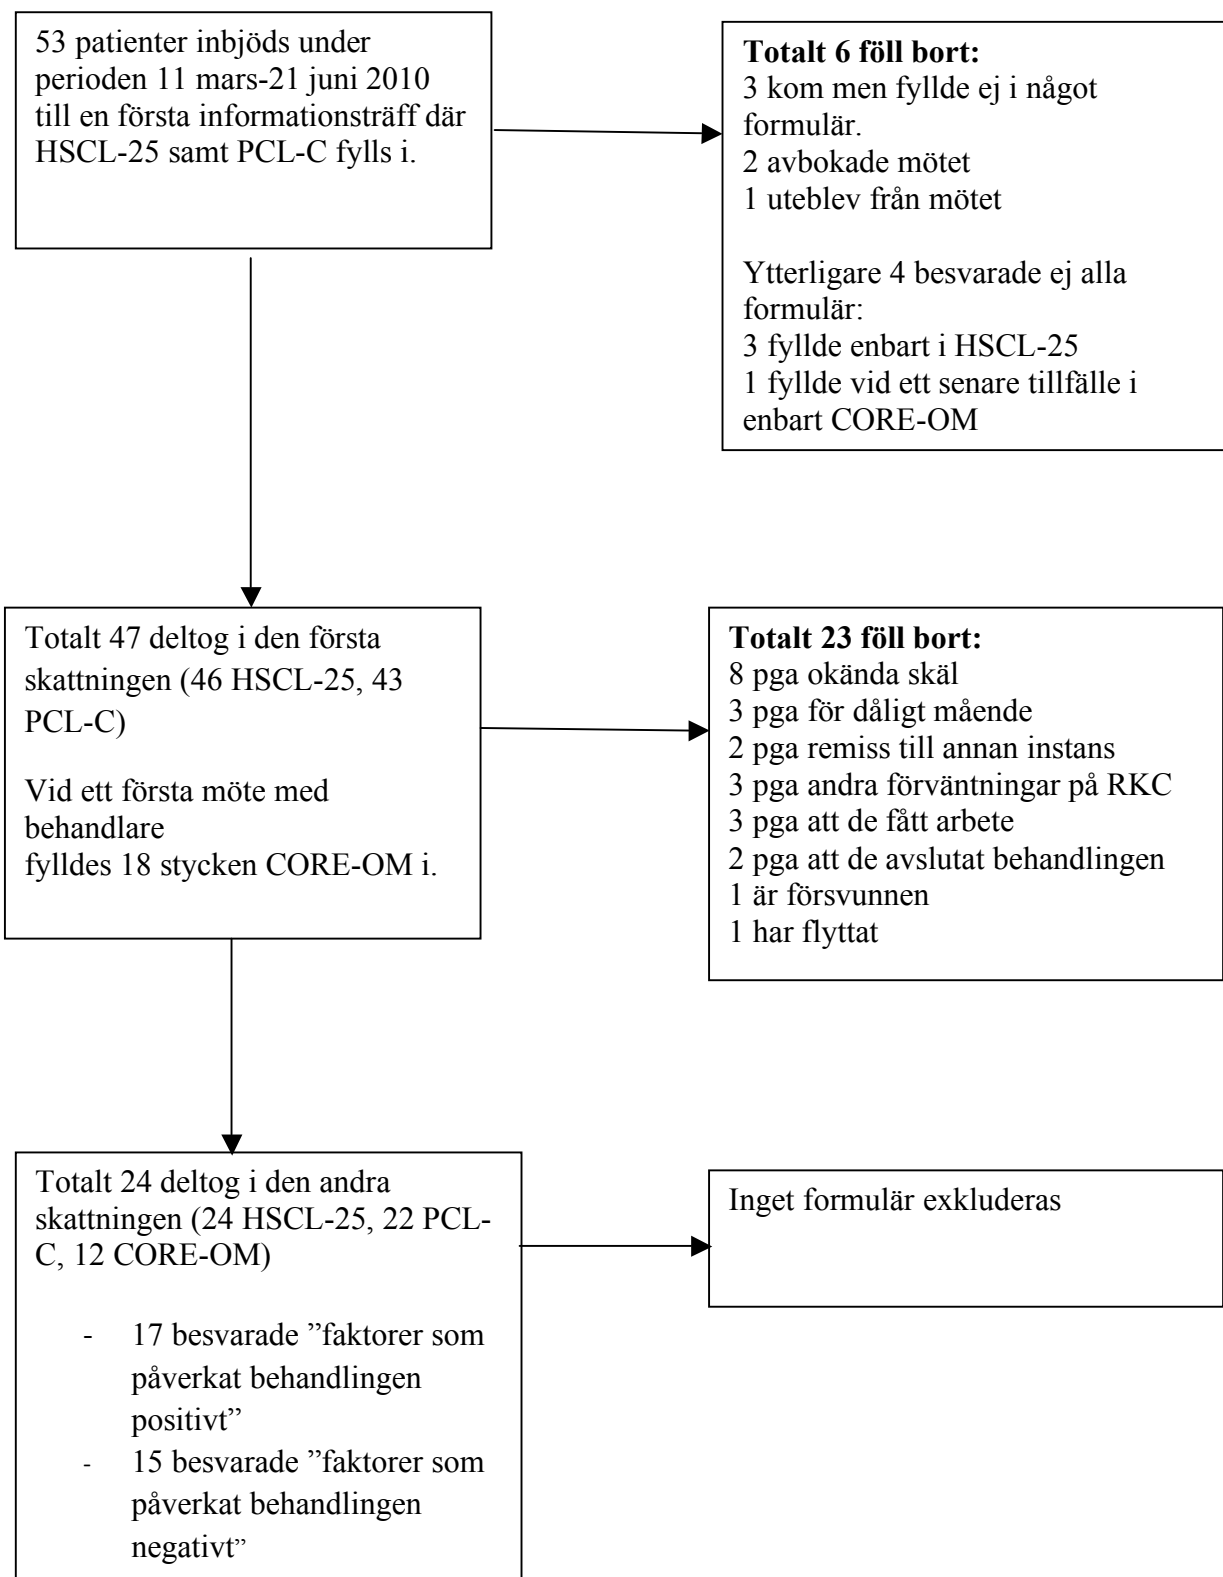 53 patienter inbjöds under
perioden 11 mars-21 juni 2010
till en första informationsträff där
HSCL-25 samt PCL-C fylls i.
Totalt 6 föll bort:
3 kom men fyllde ej i något
formulär.
2 avbokade mötet
1 uteblev från mötet
Ytterligare 4 besvarade ej alla
formulär:
3 fyllde enbart i HSCL-25
1 fyllde vid ett senare tillfälle i
enbart CORE-OM
Totalt 47 deltog i den första
skattningen (46 HSCL-25, 43
PCL-C)
Vid ett första möte med
behandlare
fylldes 18 stycken CORE-OM i.
Totalt 23 föll bort:
8 pga okända skäl
3 pga för dåligt mående
2 pga remiss till annan instans
3 pga andra förväntningar på RKC
3 pga att de fått arbete
2 pga att de avslutat behandlingen
1 är försvunnen
1 har flyttat
Totalt 24 deltog i den andra
skattningen (24 HSCL-25, 22 PCL-
C, 12 CORE-OM)
- 17 besvarade ”faktorer som
påverkat behandlingen
positivt”
- 15 besvarade ”faktorer som
påverkat behandlingen
negativt”
Inget formulär exkluderas